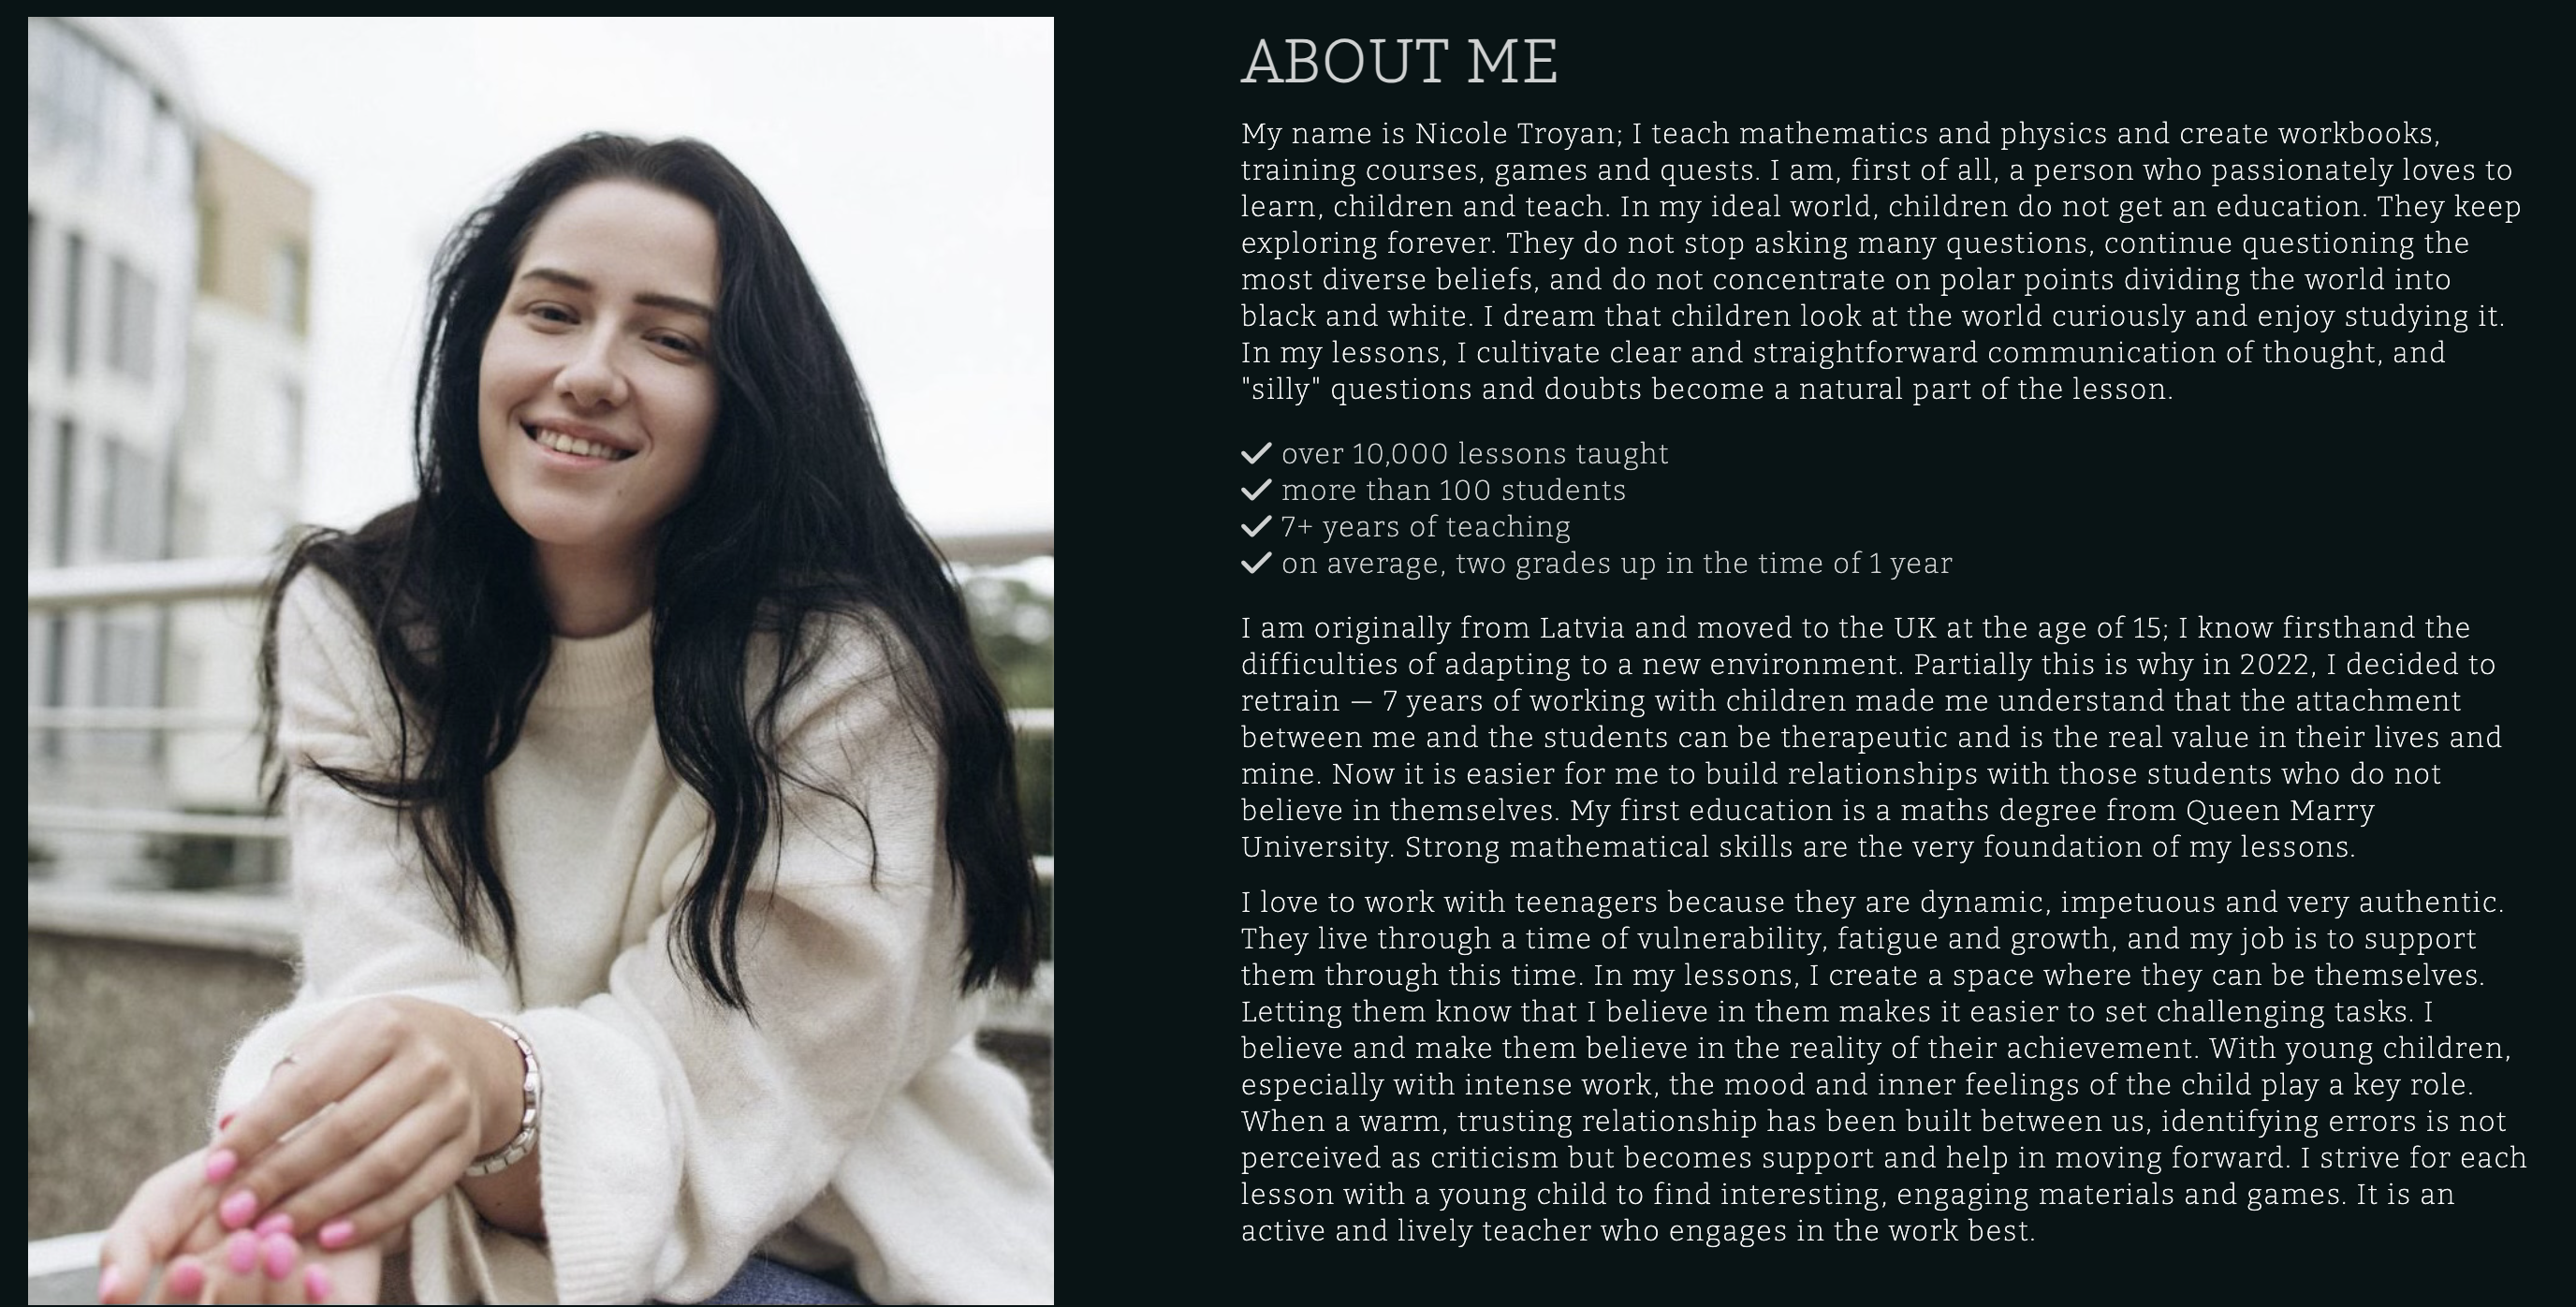 ABOUT ME
My name is Nicole Troyan; I teach mathematics and physics and create workbooks,
training courses, games and quests. I am, first of all, a person who passionately loves to
learn, children and teach. In my ideal world, children do not get an education. They keep
exploring forever. They do not stop asking many questions, continue questioning the
most diverse beliefs, and do not concentrate on polar points dividing the world into
black and white. I dream that children look at the world curiously and enjoy studying it.
In my lessons, I cultivate clear and straightforward communication of thought, and
"silly" questions and doubts become a natural part of the lesson.
✓ over 10,000 lessons taught
✓ more than 100 students
✓ 7+ years of teaching
✓ on average, two grades up in the time of 1 year
I am originally from Latvia and moved to the UK at the age of 15; I know firsthand the
difficulties of adapting to a new environment. Partially this is why in 2022, I decided to
retrain — 7 years of working with children made me understand that the attachment
between me and the students can be therapeutic and is the real value in their lives and
mine. Now it is easier for me to build relationships with those students who do not
believe in themselves. My first education is a maths degree from Queen Marry
University. Strong mathematical skills are the very foundation of my lessons.
I love to work with teenagers because they are dynamic, impetuous and very authentic.
They live through a time of vulnerability, fatigue and growth, and my job is to support
them through this time. In my lessons, I create a space where they can be themselves.
Letting them know that I believe in them makes it easier to set challenging tasks. I
believe and make them believe in the reality of their achievement. With young children,
especially with intense work, the mood and inner feelings of the child play a key role.
When a warm, trusting relationship has been built between us, identifying errors is not
perceived as criticism but becomes support and help in moving forward. I strive for each
lesson with a young child to find interesting, engaging materials and games. It is an
active and lively teacher who engages in the work best.